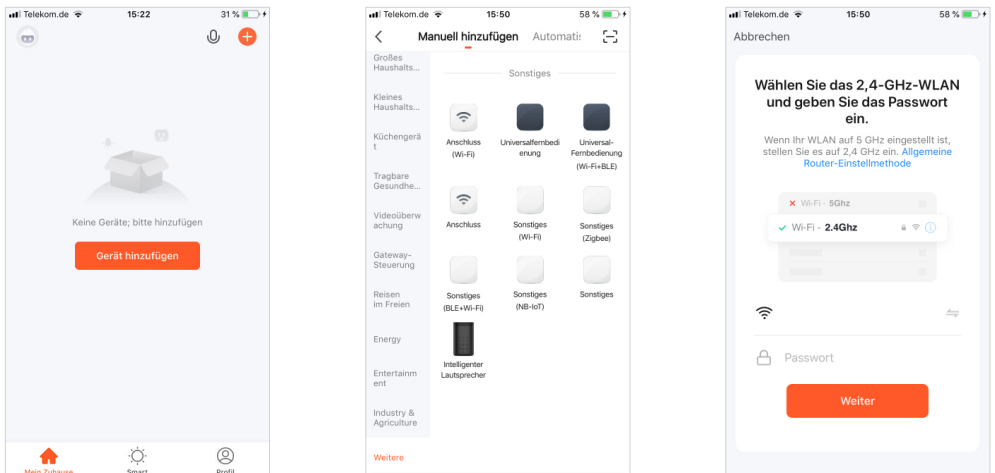 Telekom.de 15:22 31 %
Keine Geräte; bitte hinzufügen
Gerät hinzufügen
Mein Zuhause Smart Profil
Telekom.de 15:50 58 %
Manuell hinzufügen Automatis
Großes
Haushalts...
Kleines
Haushalts...
Küchengerä
t
Tragbare
Gesundhe...
Videoüberw
achung
Gateway-
Steuerung
Reisen
im Freien
Energy
Entertainm
ent
Industry &
Agriculture
Weitere
Sonstiges
Anschluss
(Wi-Fi)
Universalfernbedi
enung
Universal-
Fernbedienung
(Wi-Fi+BLE)
Anschluss
Sonstiges
(Wi-Fi)
Sonstiges
(Zigbee)
Sonstiges
(BLE+Wi-Fi)
Sonstiges
(NB-IoT)
Sonstiges
Intelligenter
Lautsprecher
Telekom.de 15:50 58 %
Abbrechen
Wählen Sie das 2,4-GHz-WLAN
und geben Sie das Passwort
ein.
Wenn Ihr WLAN auf 5 GHz eingestellt ist,
stellen Sie es auf 2,4 GHz ein. Allgemeine
Router-Einstellmethode
Wi-Fi - 5Ghz
Wi-Fi - 2.4Ghz
Passwort
Weiter